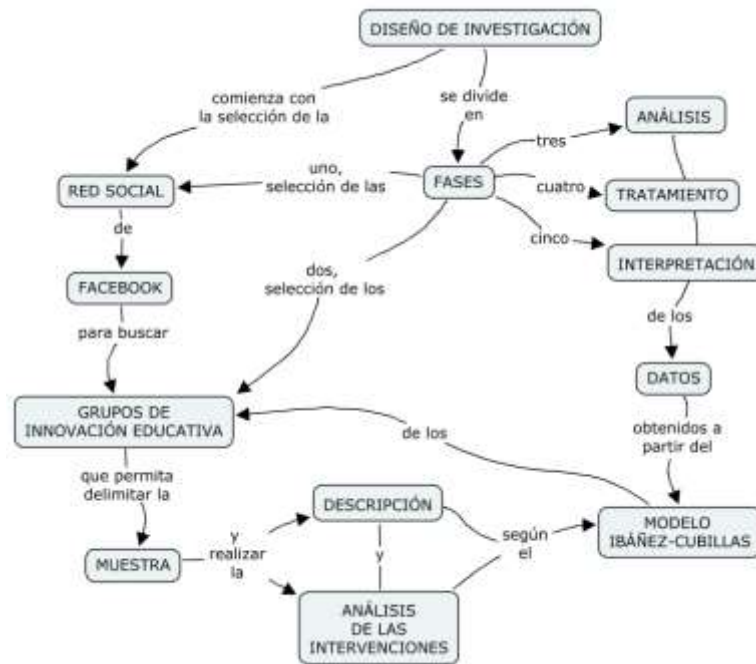 DISEÑO DE INVESTIGACIÓN
comienza con
la selección de la
se divide
en
tres
ANÁLISIS
RED SOCIAL
uno,
selección de las
FASES
cuatro
TRATAMIENTO
de
cinco
INTERPRETACIÓN
FACEBOOK
dos,
selección de los
de los
para buscar
DATOS
GRUPOS DE
INNOVACIÓN EDUCATIVA
de los
obtenidos a
partir del
que permita
delimitar la
DESCRIPCIÓN
MUESTRA
y
realizar
la
y
según
el
MODELO
IBÁÑEZ-CUBILLAS
ANÁLISIS
DE LAS
INTERVENCIONES